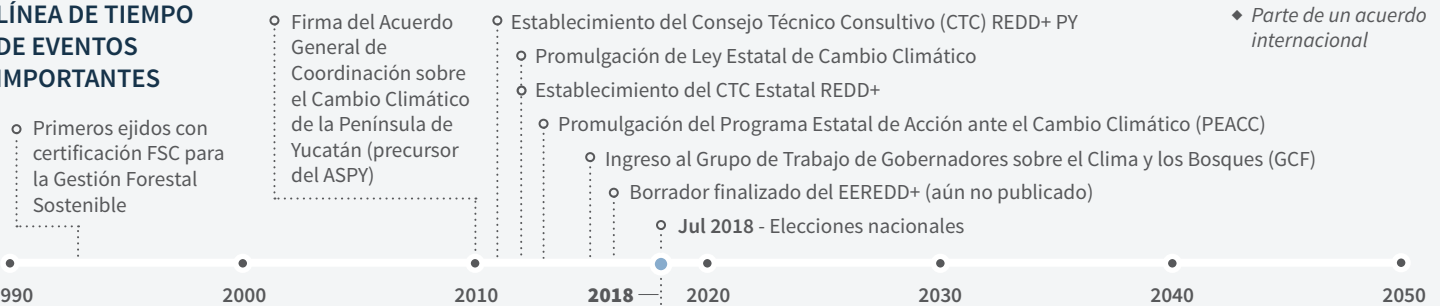 LÍNEA DE TIEMPO
DE EVENTOS
IMPORTANTES
Primeros ejidos con
certificación FSC para
la Gestión Forestal
Sostenible
Firma del Acuerdo
General de
Coordinación sobre
el Cambio Climático
de la Península de
Yucatán (precursor
del ASPY)
Establecimiento del Consejo Técnico Consultivo (CTC) REDD+ PY
Promulgación de Ley Estatal de Cambio Climático
Establecimiento del CTC Estatal REDD+
Promulgación del Programa Estatal de Acción ante el Cambio Climático (PEACC)
Ingreso al Grupo de Trabajo de Gobernadores sobre el Clima y los Bosques (GCF)
Borrador finalizado del EEREDD+ (aún no publicado)
Jul 2018 - Elecciones nacionales
Parte de un acuerdo
internacional
990 2000 2010 2018 2020 2030 2040 2050